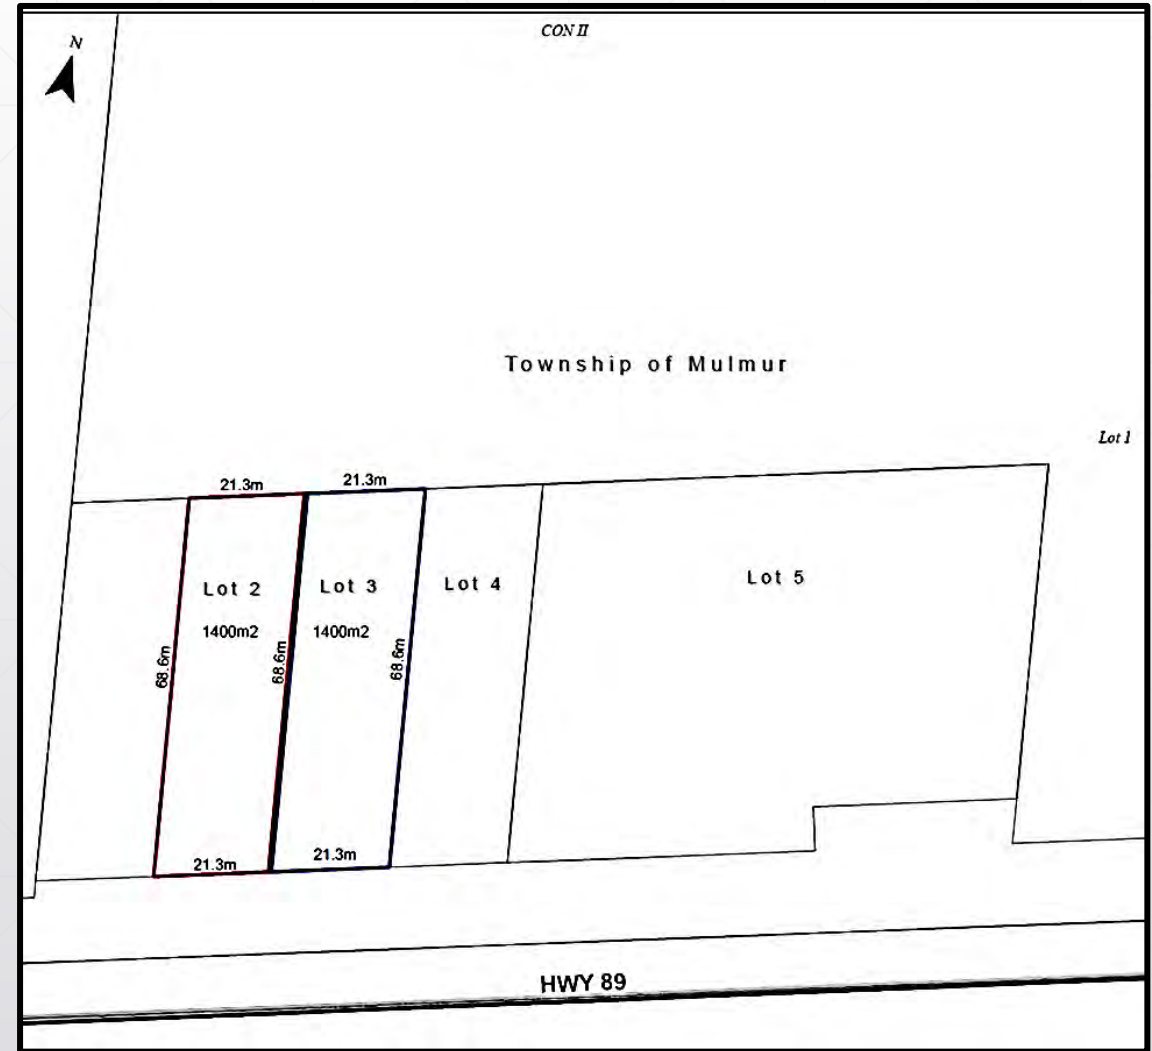 CON II
N
Township of Mulmur
Lot 1
21.3m
21.3m
Lot 2
Lot 3
Lot 4
Lot 5
1400m2
1400m2
68.6m
68.6m
68.6m
21.3m
21.3m
HWY 89